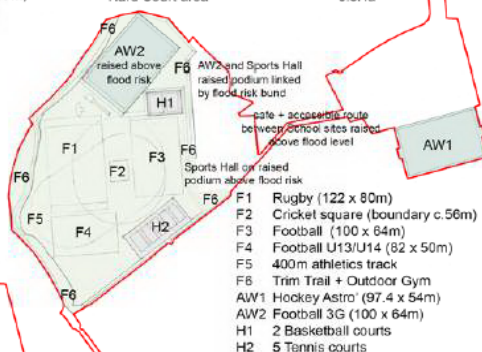 F6
AW2
raised above
flood risk
F6
AW2 and Sports Hall
raised podium linked
by flood risk bund
H1
safe + accessible route
between School sites raised
above flood level
AW1
F1
F2
F3
F6
F6
Sports Hall on raised
podium above flood risk
F5
F4
H2
F6
F6
F1 Rugby (122 x 80m)
F2 Cricket square (boundary c.56m)
F3 Football (100 x 64m)
F4 Football U13/U14 (82 x 50m)
F5 400m athletics track
F6 Trim Trail + Outdoor Gym
AW1 Hockey Astro' (97.4 x 54m)
AW2 Football 3G (100 x 64m)
H1 2 Basketball courts
H2 5 Tennis courts